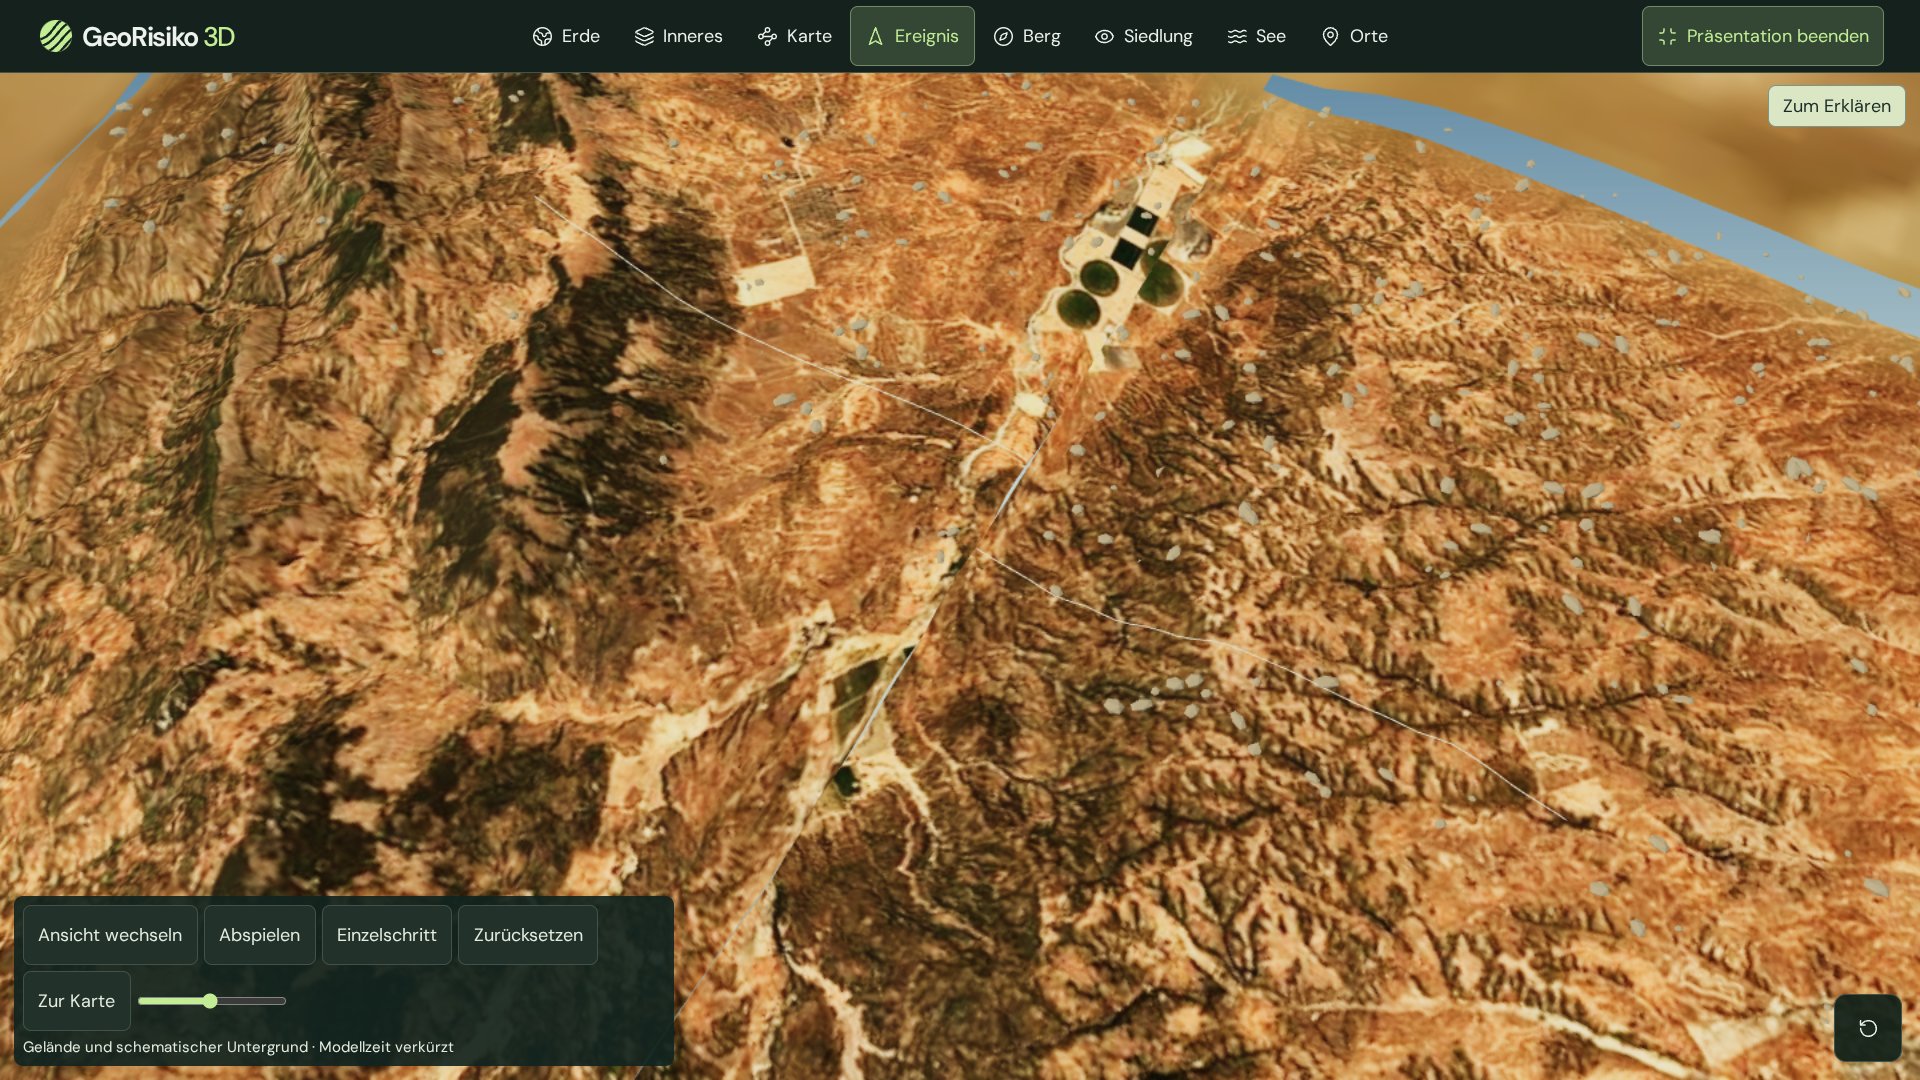 GeoRisiko 3D
Erde
Inneres
Karte
Ereignis
Berg
Siedlung
See
Orte
Präsentation beenden
Zum Erklären
Ansicht wechseln
Abspielen
Einzelschritt
Zurücksetzen
Zur Karte
Gelände und schematischer Untergrund · Modellzeit verkürzt